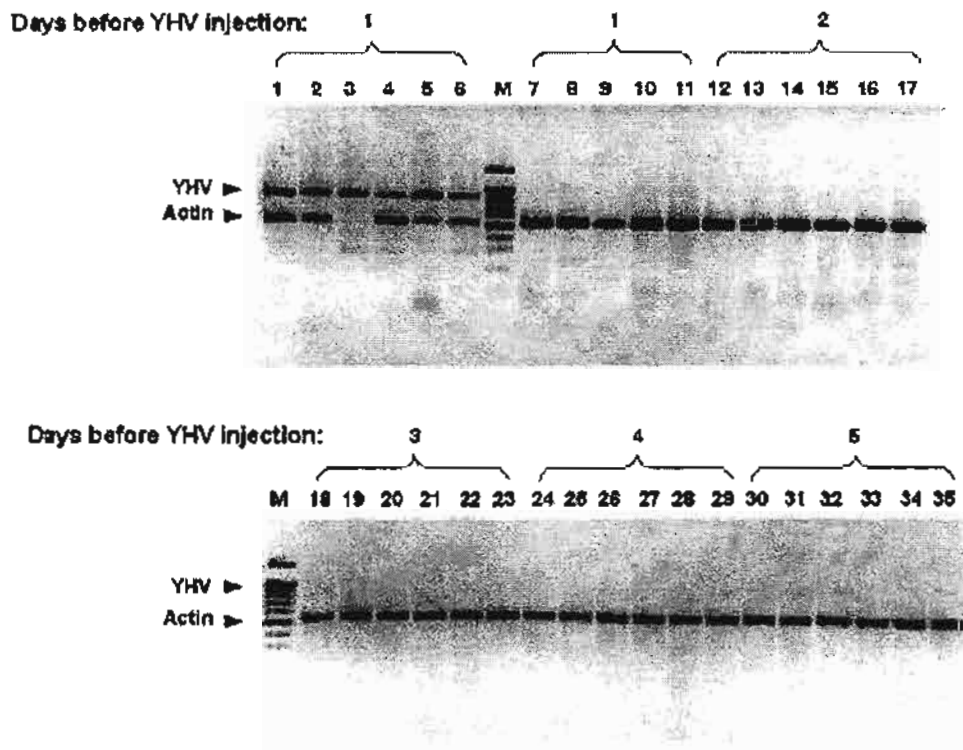 Days before YHV injection:
1 1 2
1 2 3 4 5 6 M 7 8 9 10 11 12 13 14 15 16 17
YHV
Actin
Days before YHV injection:
3 4 5
M 18 19 20 21 22 23 24 25 26 27 28 29 30 31 32 33 34 35
YHV
Actin